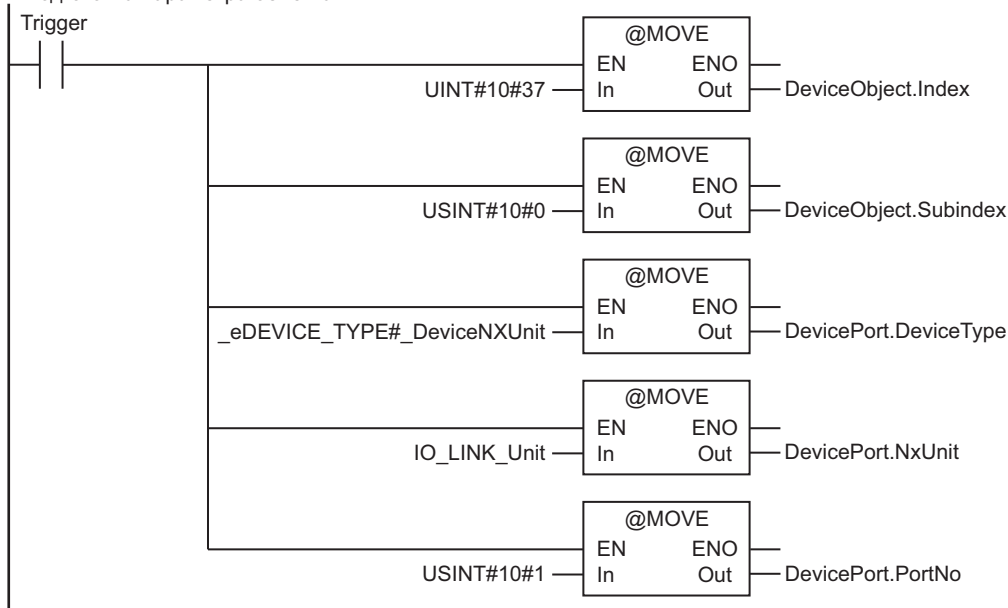 Trigger
@MOVE
EN ENO
UINT#10#37 In Out DeviceObject.Index
@MOVE
EN ENO
USINT#10#0 In Out DeviceObject.Subindex
@MOVE
EN ENO
_eDEVICE_TYPE#_DeviceNXUnit In Out DevicePort.DeviceType
@MOVE
EN ENO
IO_LINK_Unit In Out DevicePort.NxUnit
@MOVE
EN ENO
USINT#10#1 In Out DevicePort.PortNo